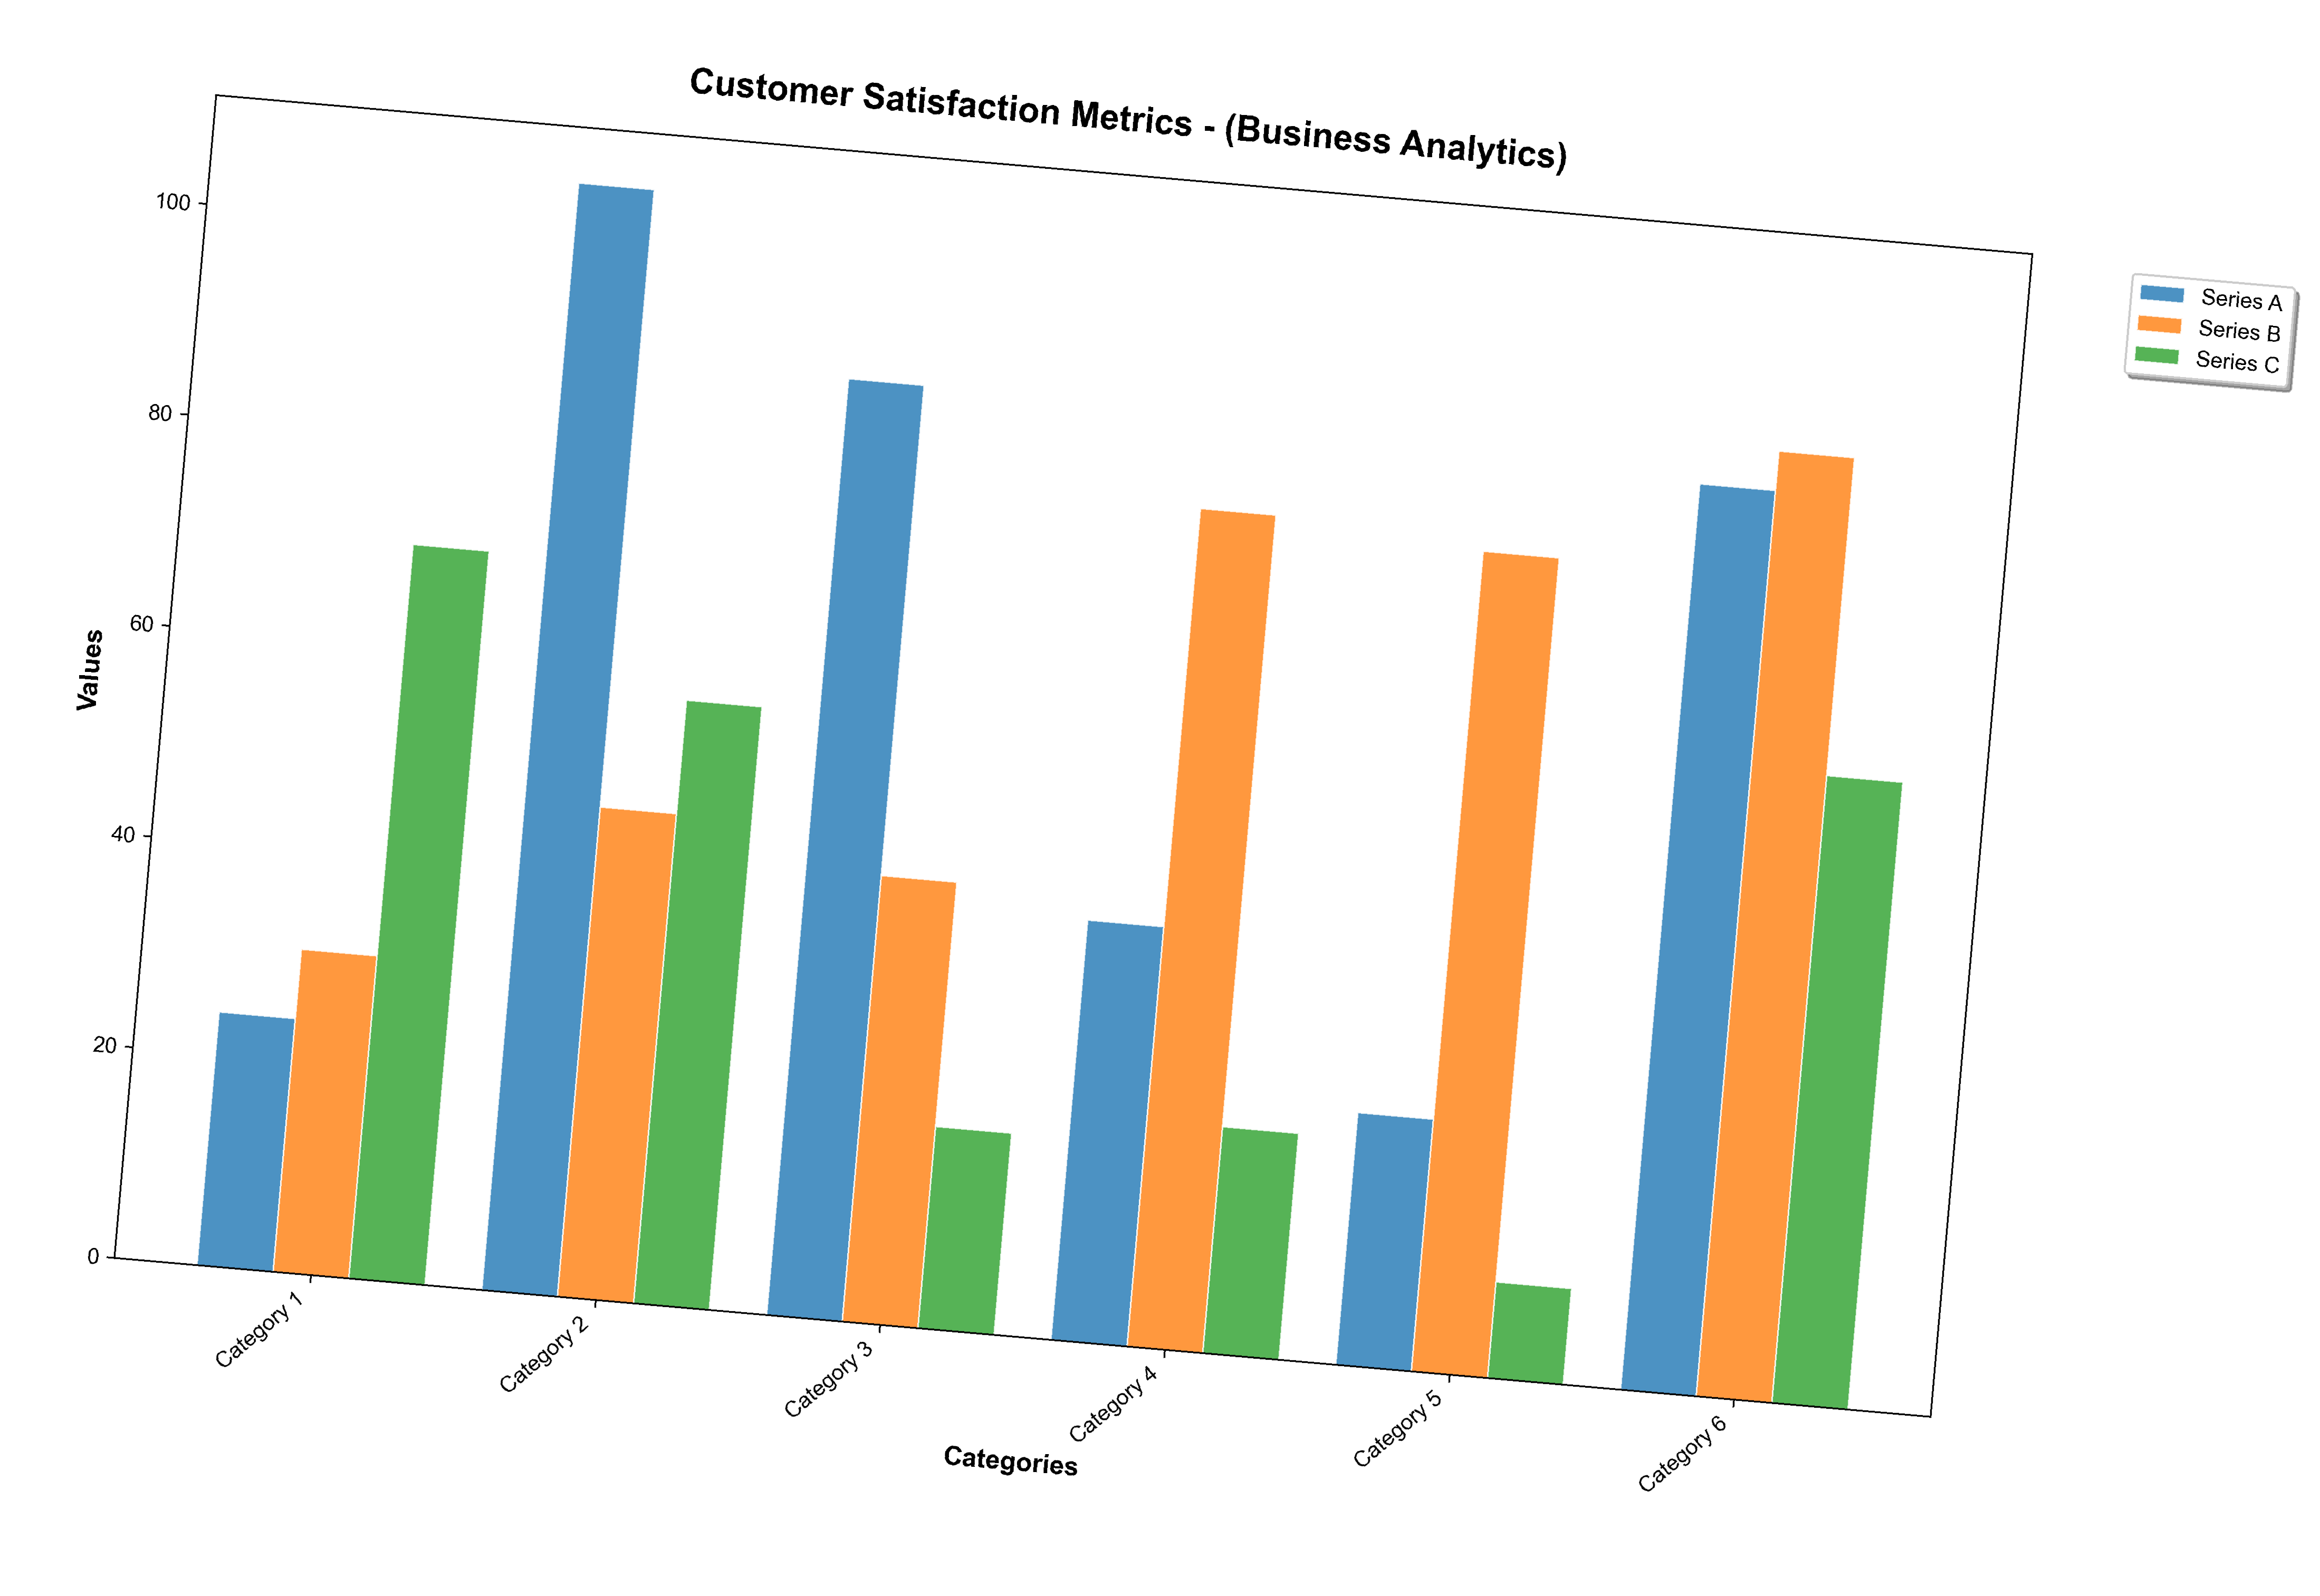 Customer Satisfaction Metrics - (Business Analytics)
Values
100
80
60
40
20
0
Category 1
Category 2
Category 3
Category 4
Category 5
Category 6
Categories
Series A
Series B
Series C